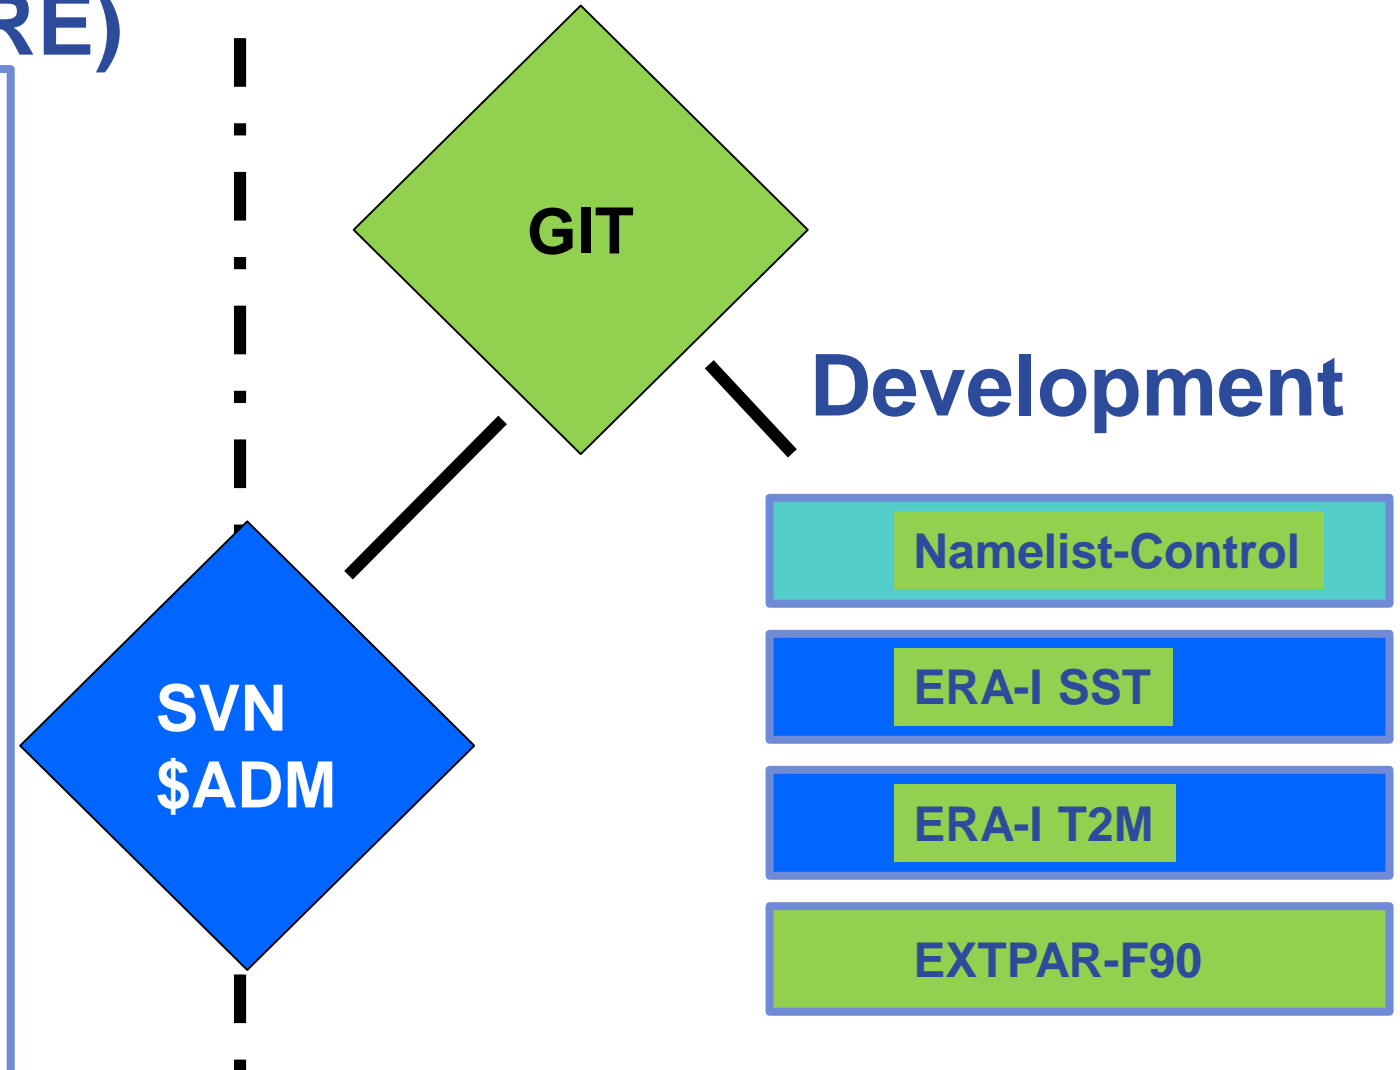 RE)
GIT
Development
Namelist-Control
ERA-I SST
SVN
$ADM
ERA-I T2M
EXTPAR-F90